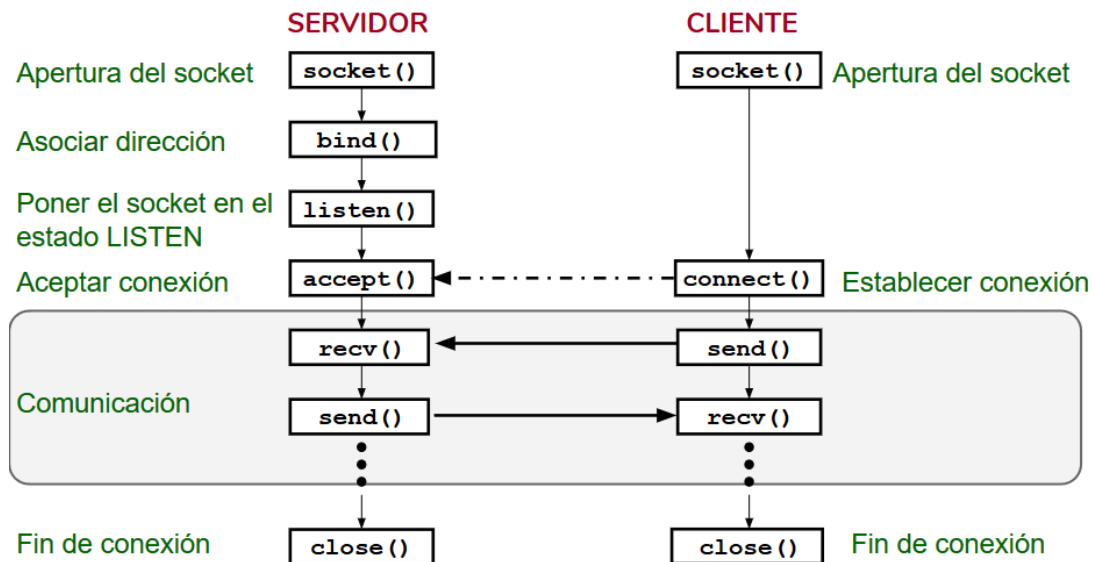 SERVIDOR CLIENTE
Apertura del socket socket() socket() Apertura del socket
Asociar dirección bind()
Poner el socket en el
estado LISTEN listen()
Aceptar conexión accept() connect() Establecer conexión
recv() send()
Comunicación
send() recv()
Fin de conexión close() close() Fin de conexión